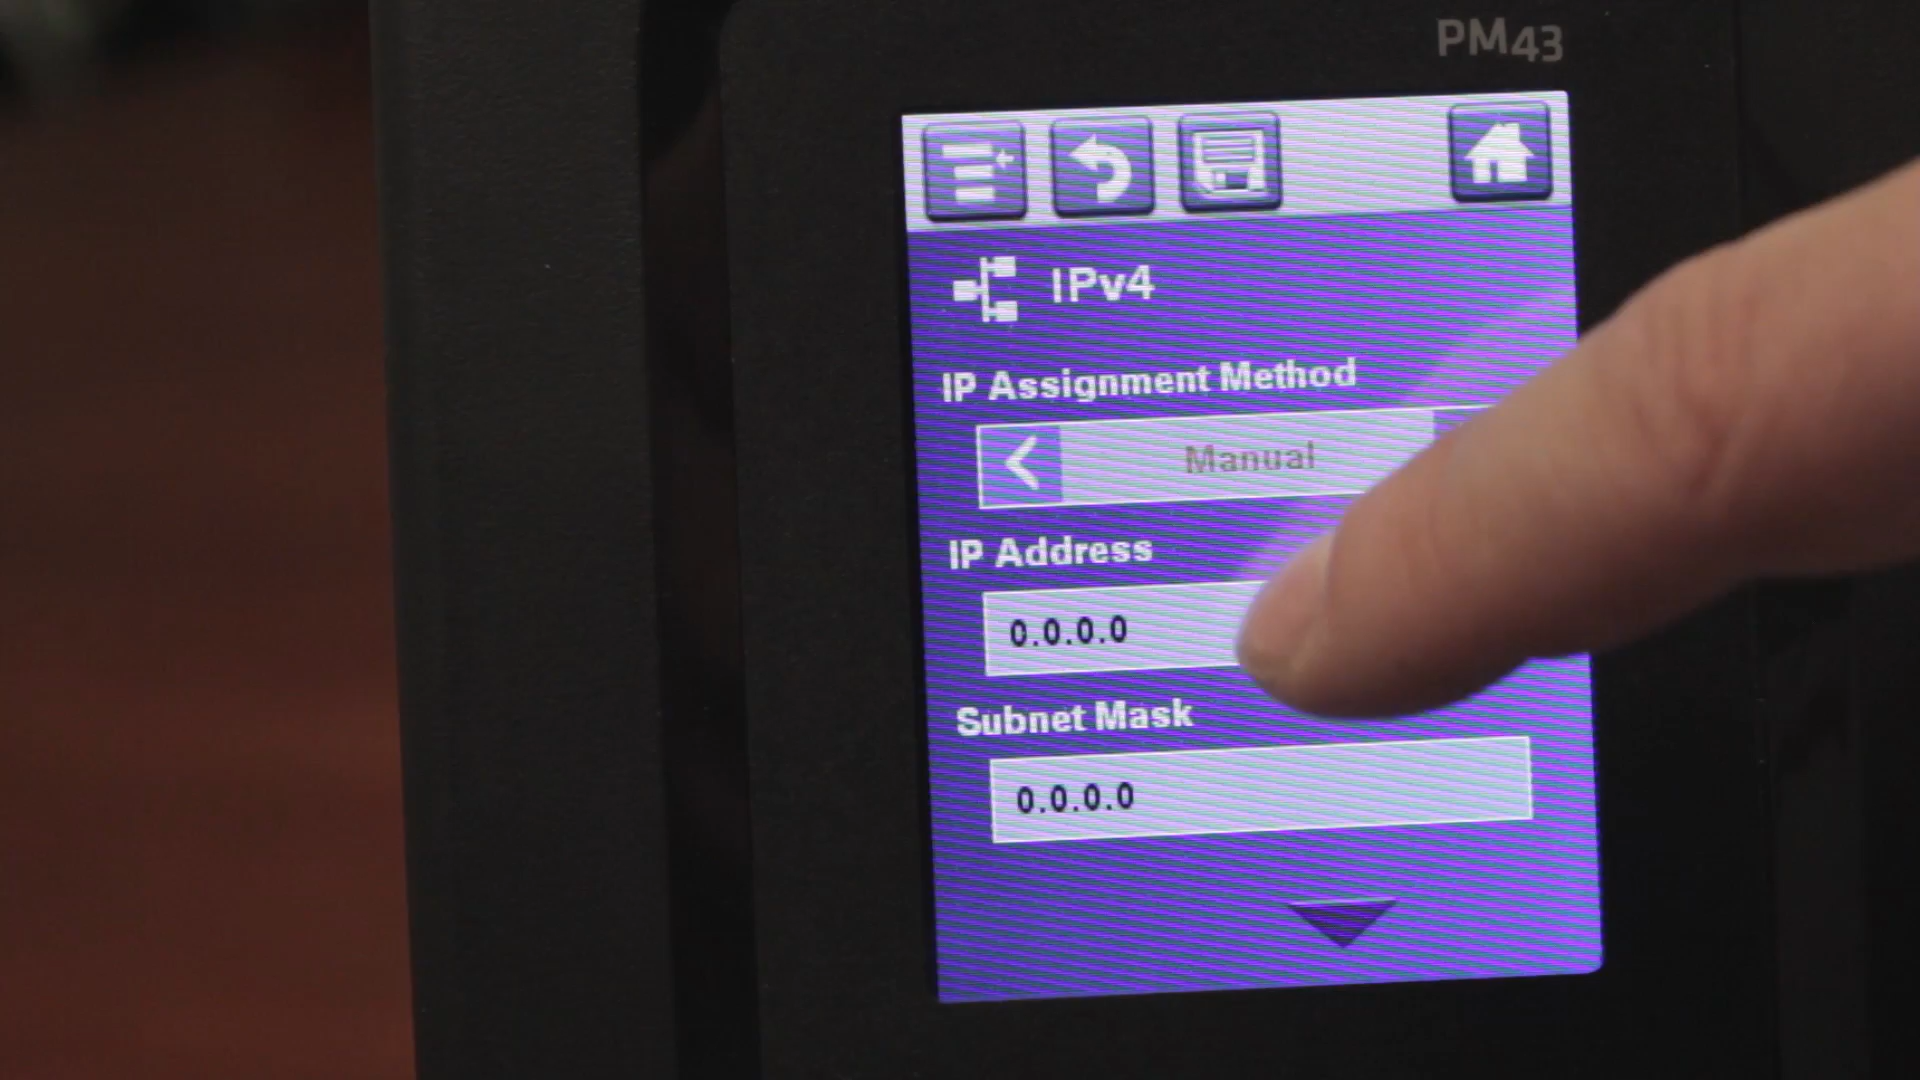 PM43
IPv4
IP Assignment Method
Manual
IP Address
0.0.0.0
Subnet Mask
0.0.0.0